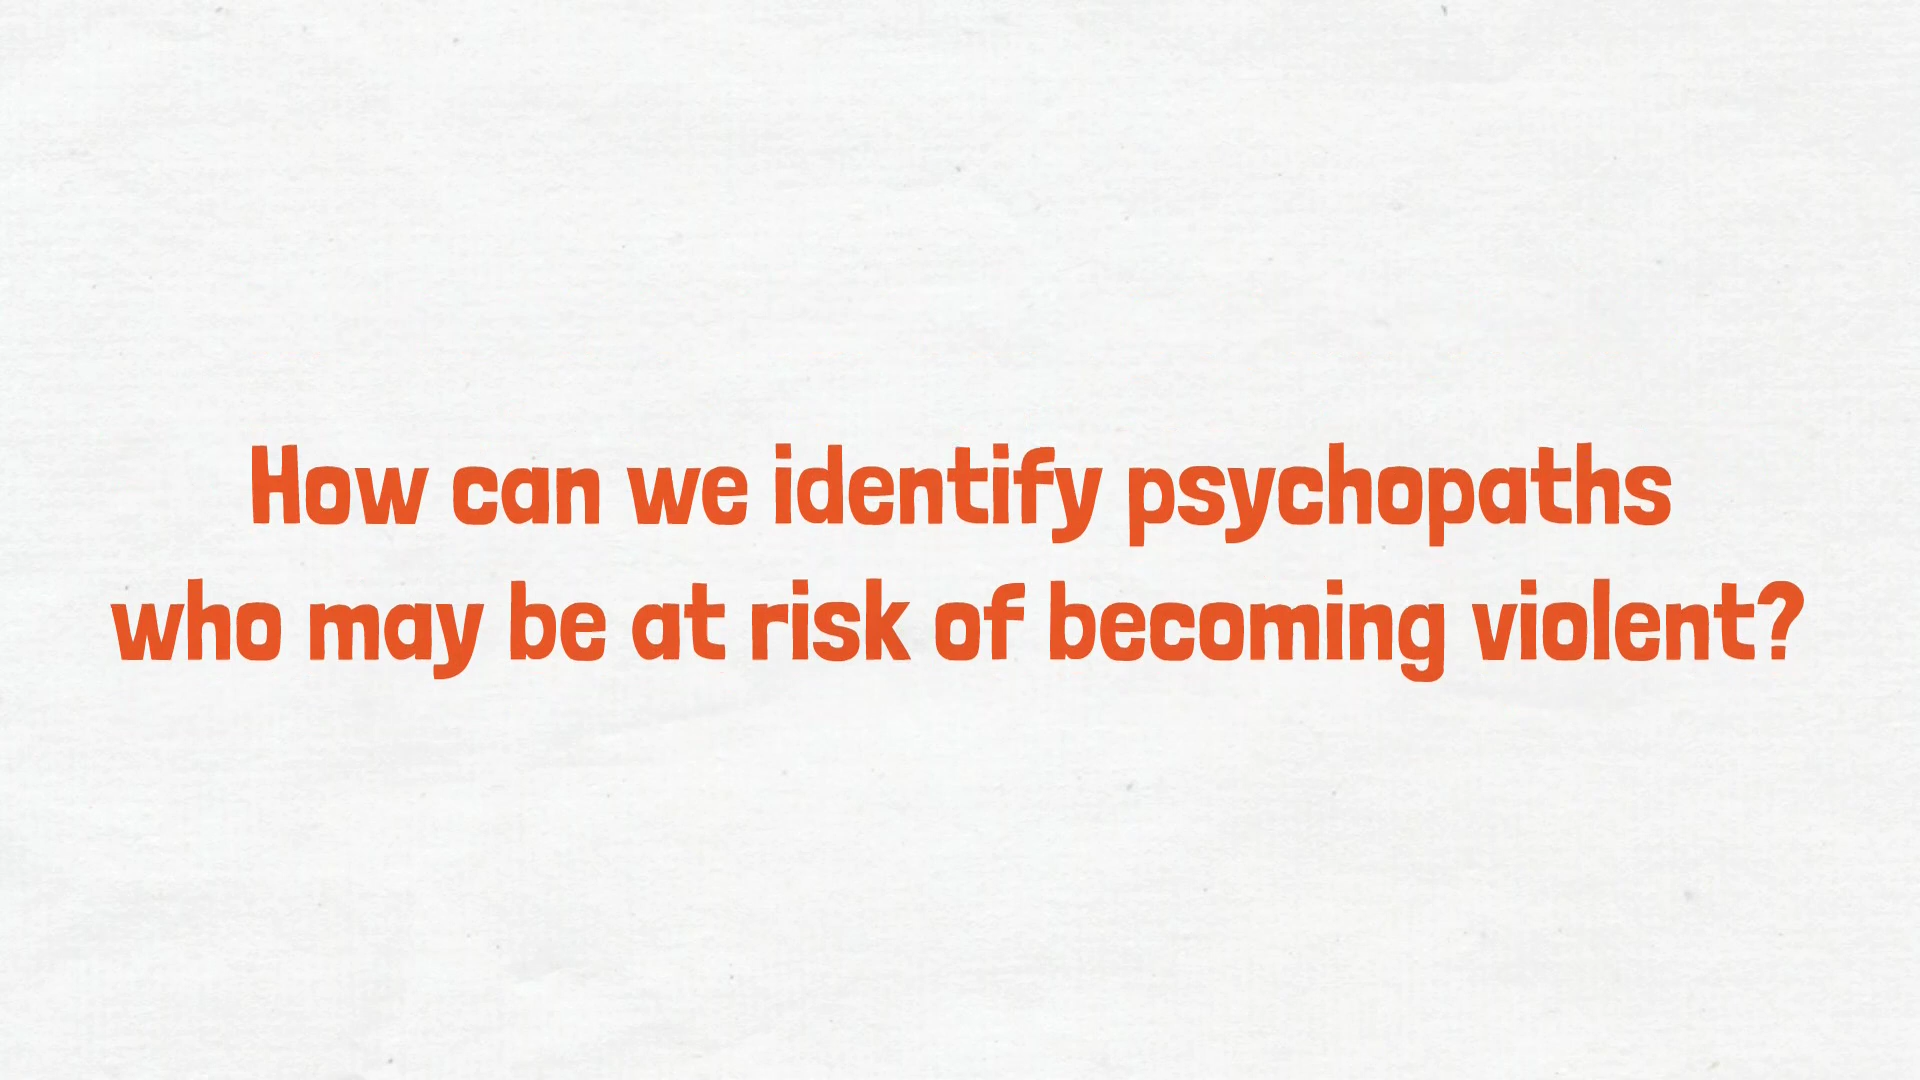 How can we identify psychopaths
who may be at risk of becoming violent?